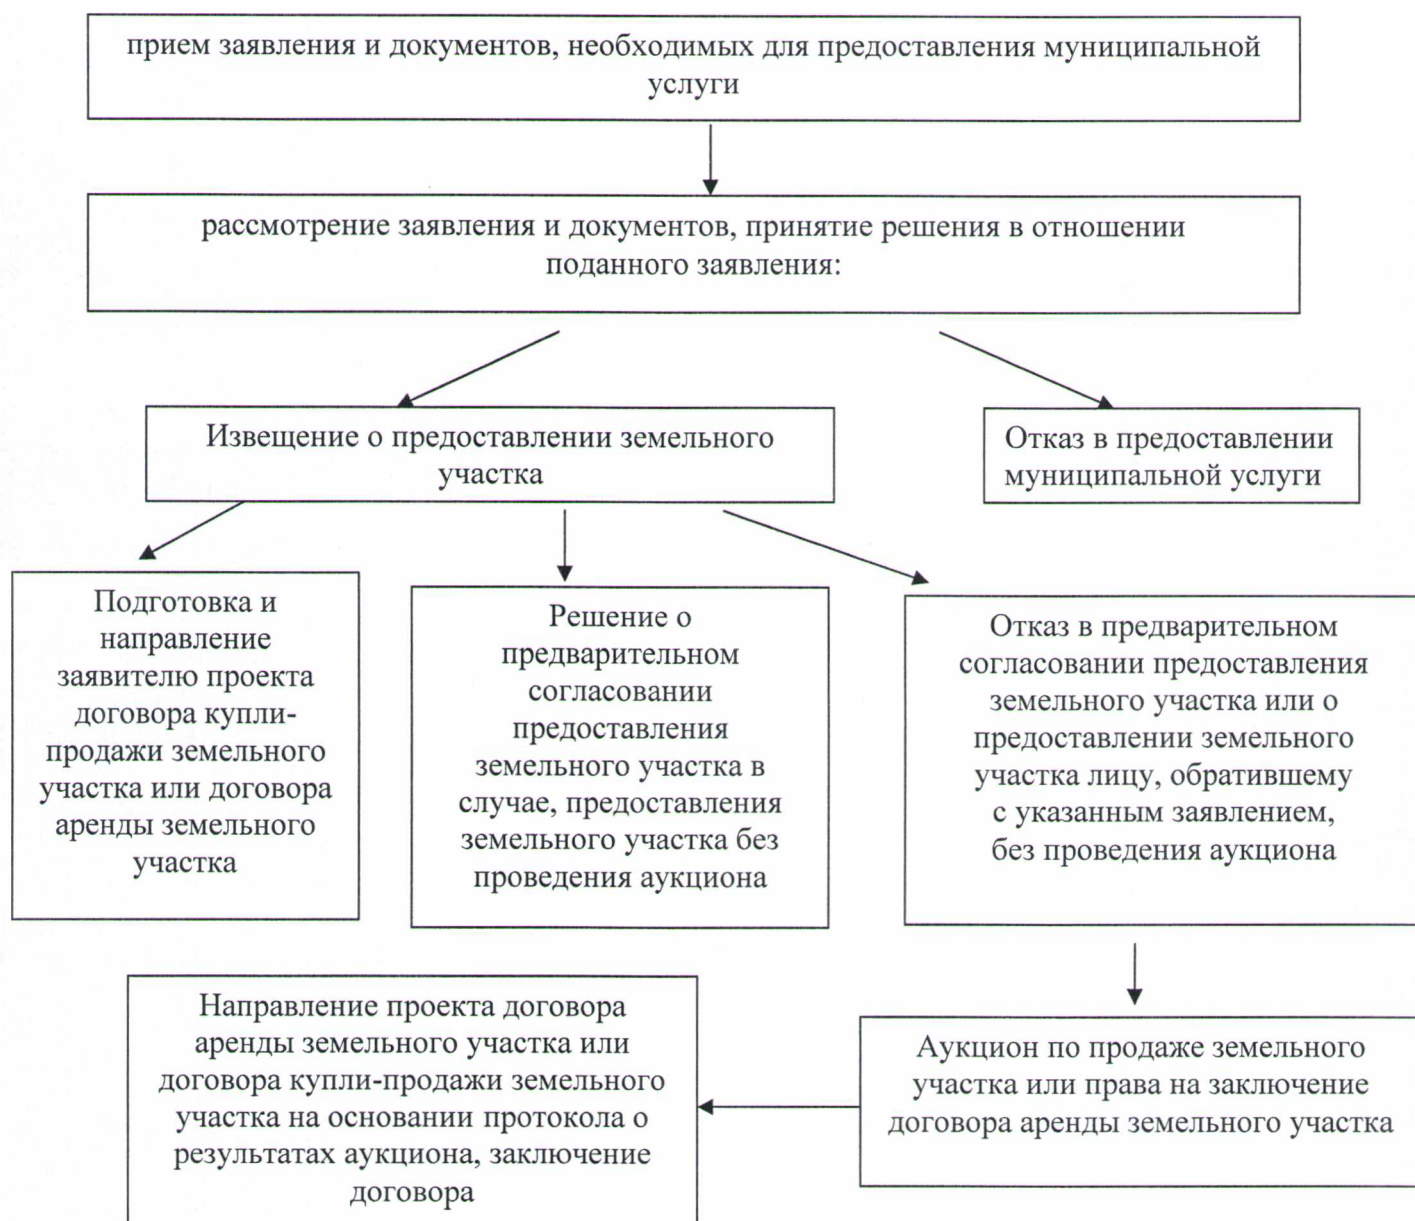 прием заявления и документов, необходимых для предоставления муниципальной
услуги
рассмотрение заявления и документов, принятие решения в отношении
поданного заявления:
Извещение о предоставлении земельного
участка
Отказ в предоставлении
муниципальной услуги
Подготовка и
направление
заявителю проекта
договора купли-
продажи земельного
участка или договора
аренды земельного
участка
Решение о
предварительном
согласовании
предоставления
земельного участка в
случае, предоставления
земельного участка без
проведения аукциона
Отказ в предварительном
согласовании предоставления
земельного участка или о
предоставлении земельного
участка лицу, обратившему
с указанным заявлением,
без проведения аукциона
Направление проекта договора
аренды земельного участка или
договора купли-продажи земельного
участка на основании протокола о
результатах аукциона, заключение
договора
Аукцион по продаже земельного
участка или права на заключение
договора аренды земельного участка